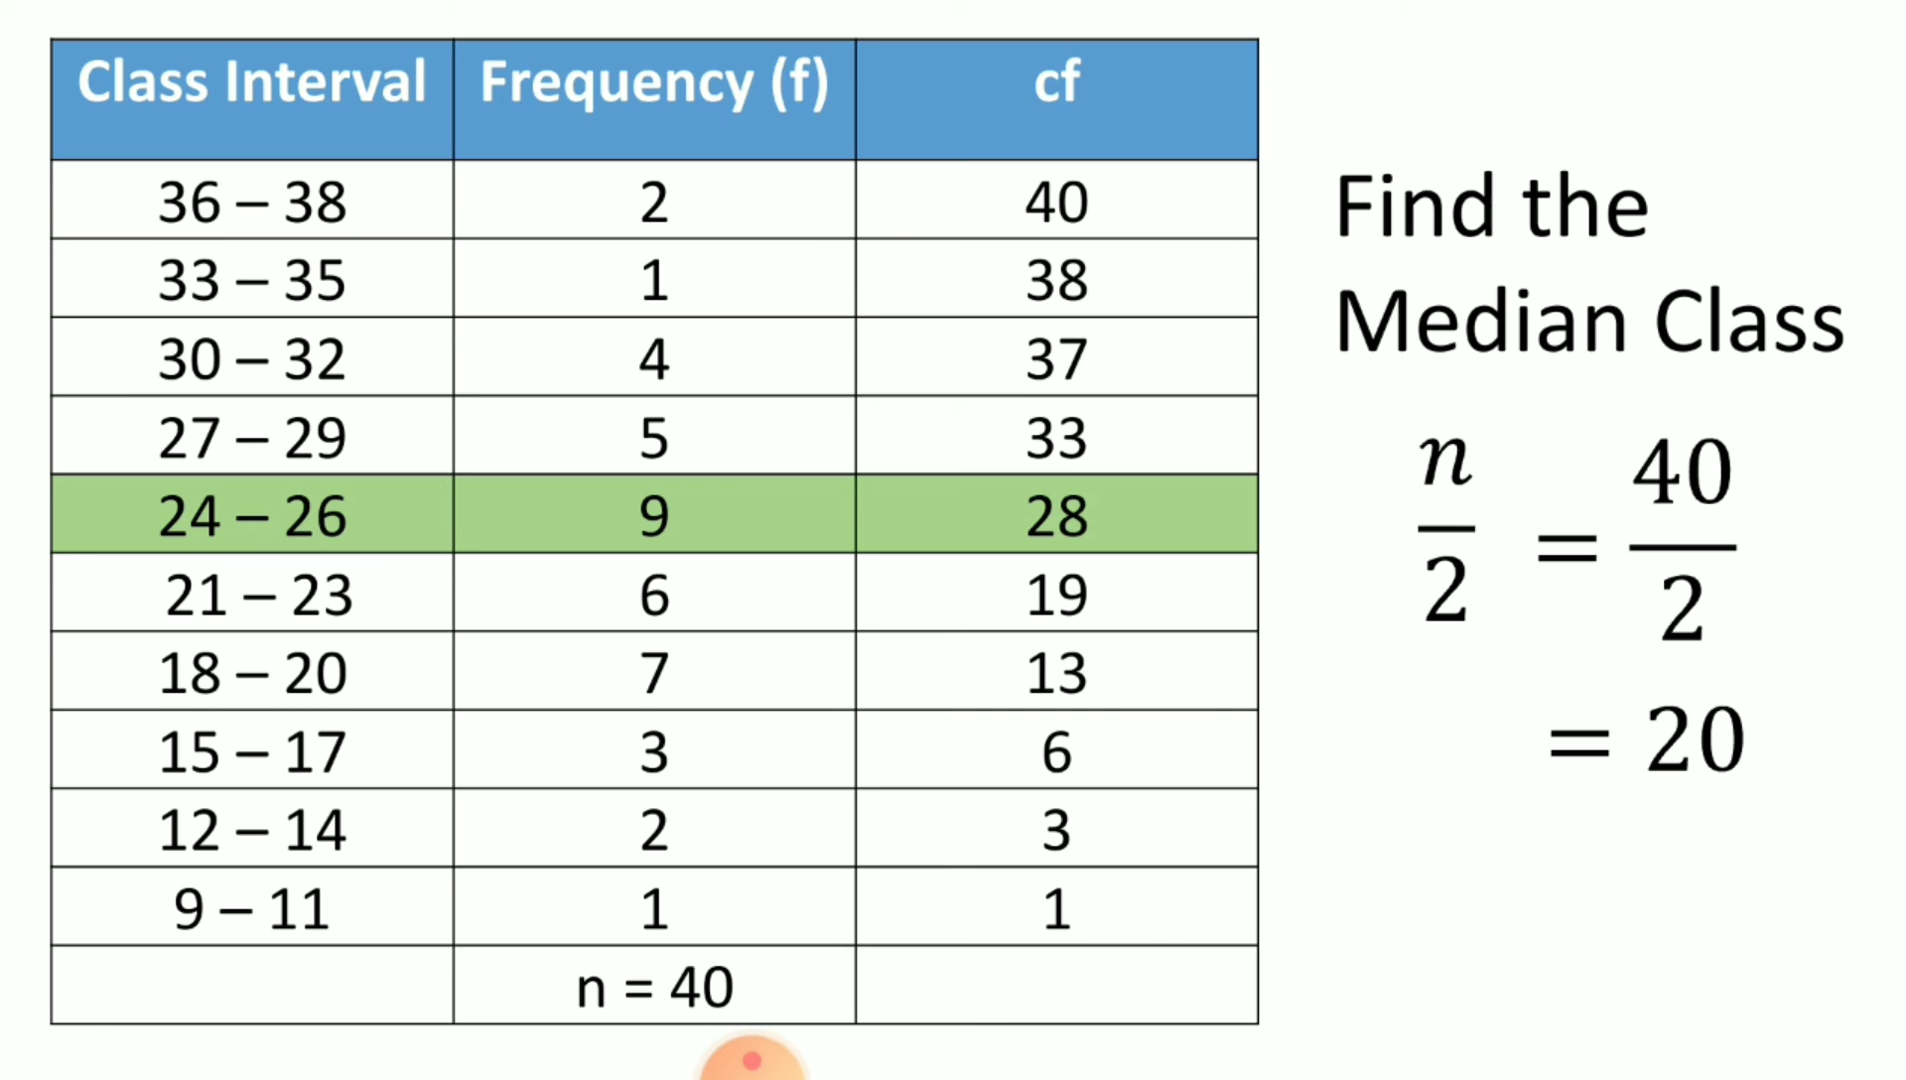 Class Interval Frequency (f) cf
36 – 38 2 40
33 – 35 1 38
30 – 32 4 37
27 – 29 5 33
24 – 26 9 28
21 – 23 6 19
18 – 20 7 13
15 – 17 3 6
12 – 14 2 3
9 – 11 1 1
n = 40
Find the
Median Class
n/2 = 40/2
= 20